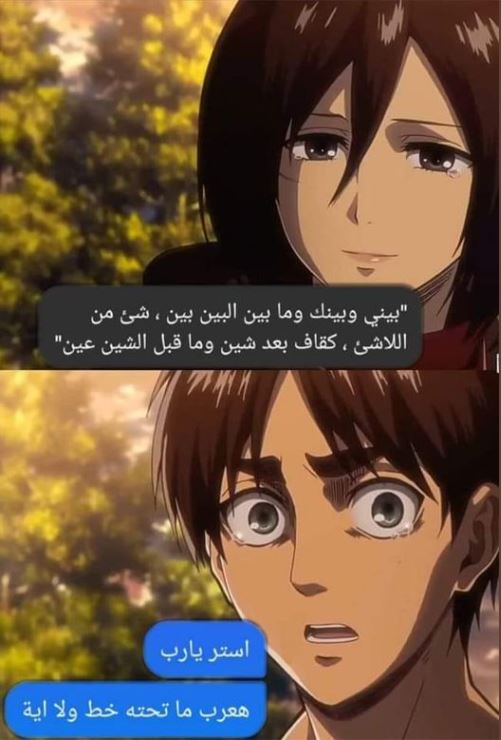 "بيني وبينك وما بين البين بين ، شئ من
اللاشئ ، كقاف بعد شين وما قبل الشين عين"
استر يارب
هعرب ما تحته خط ولا اية